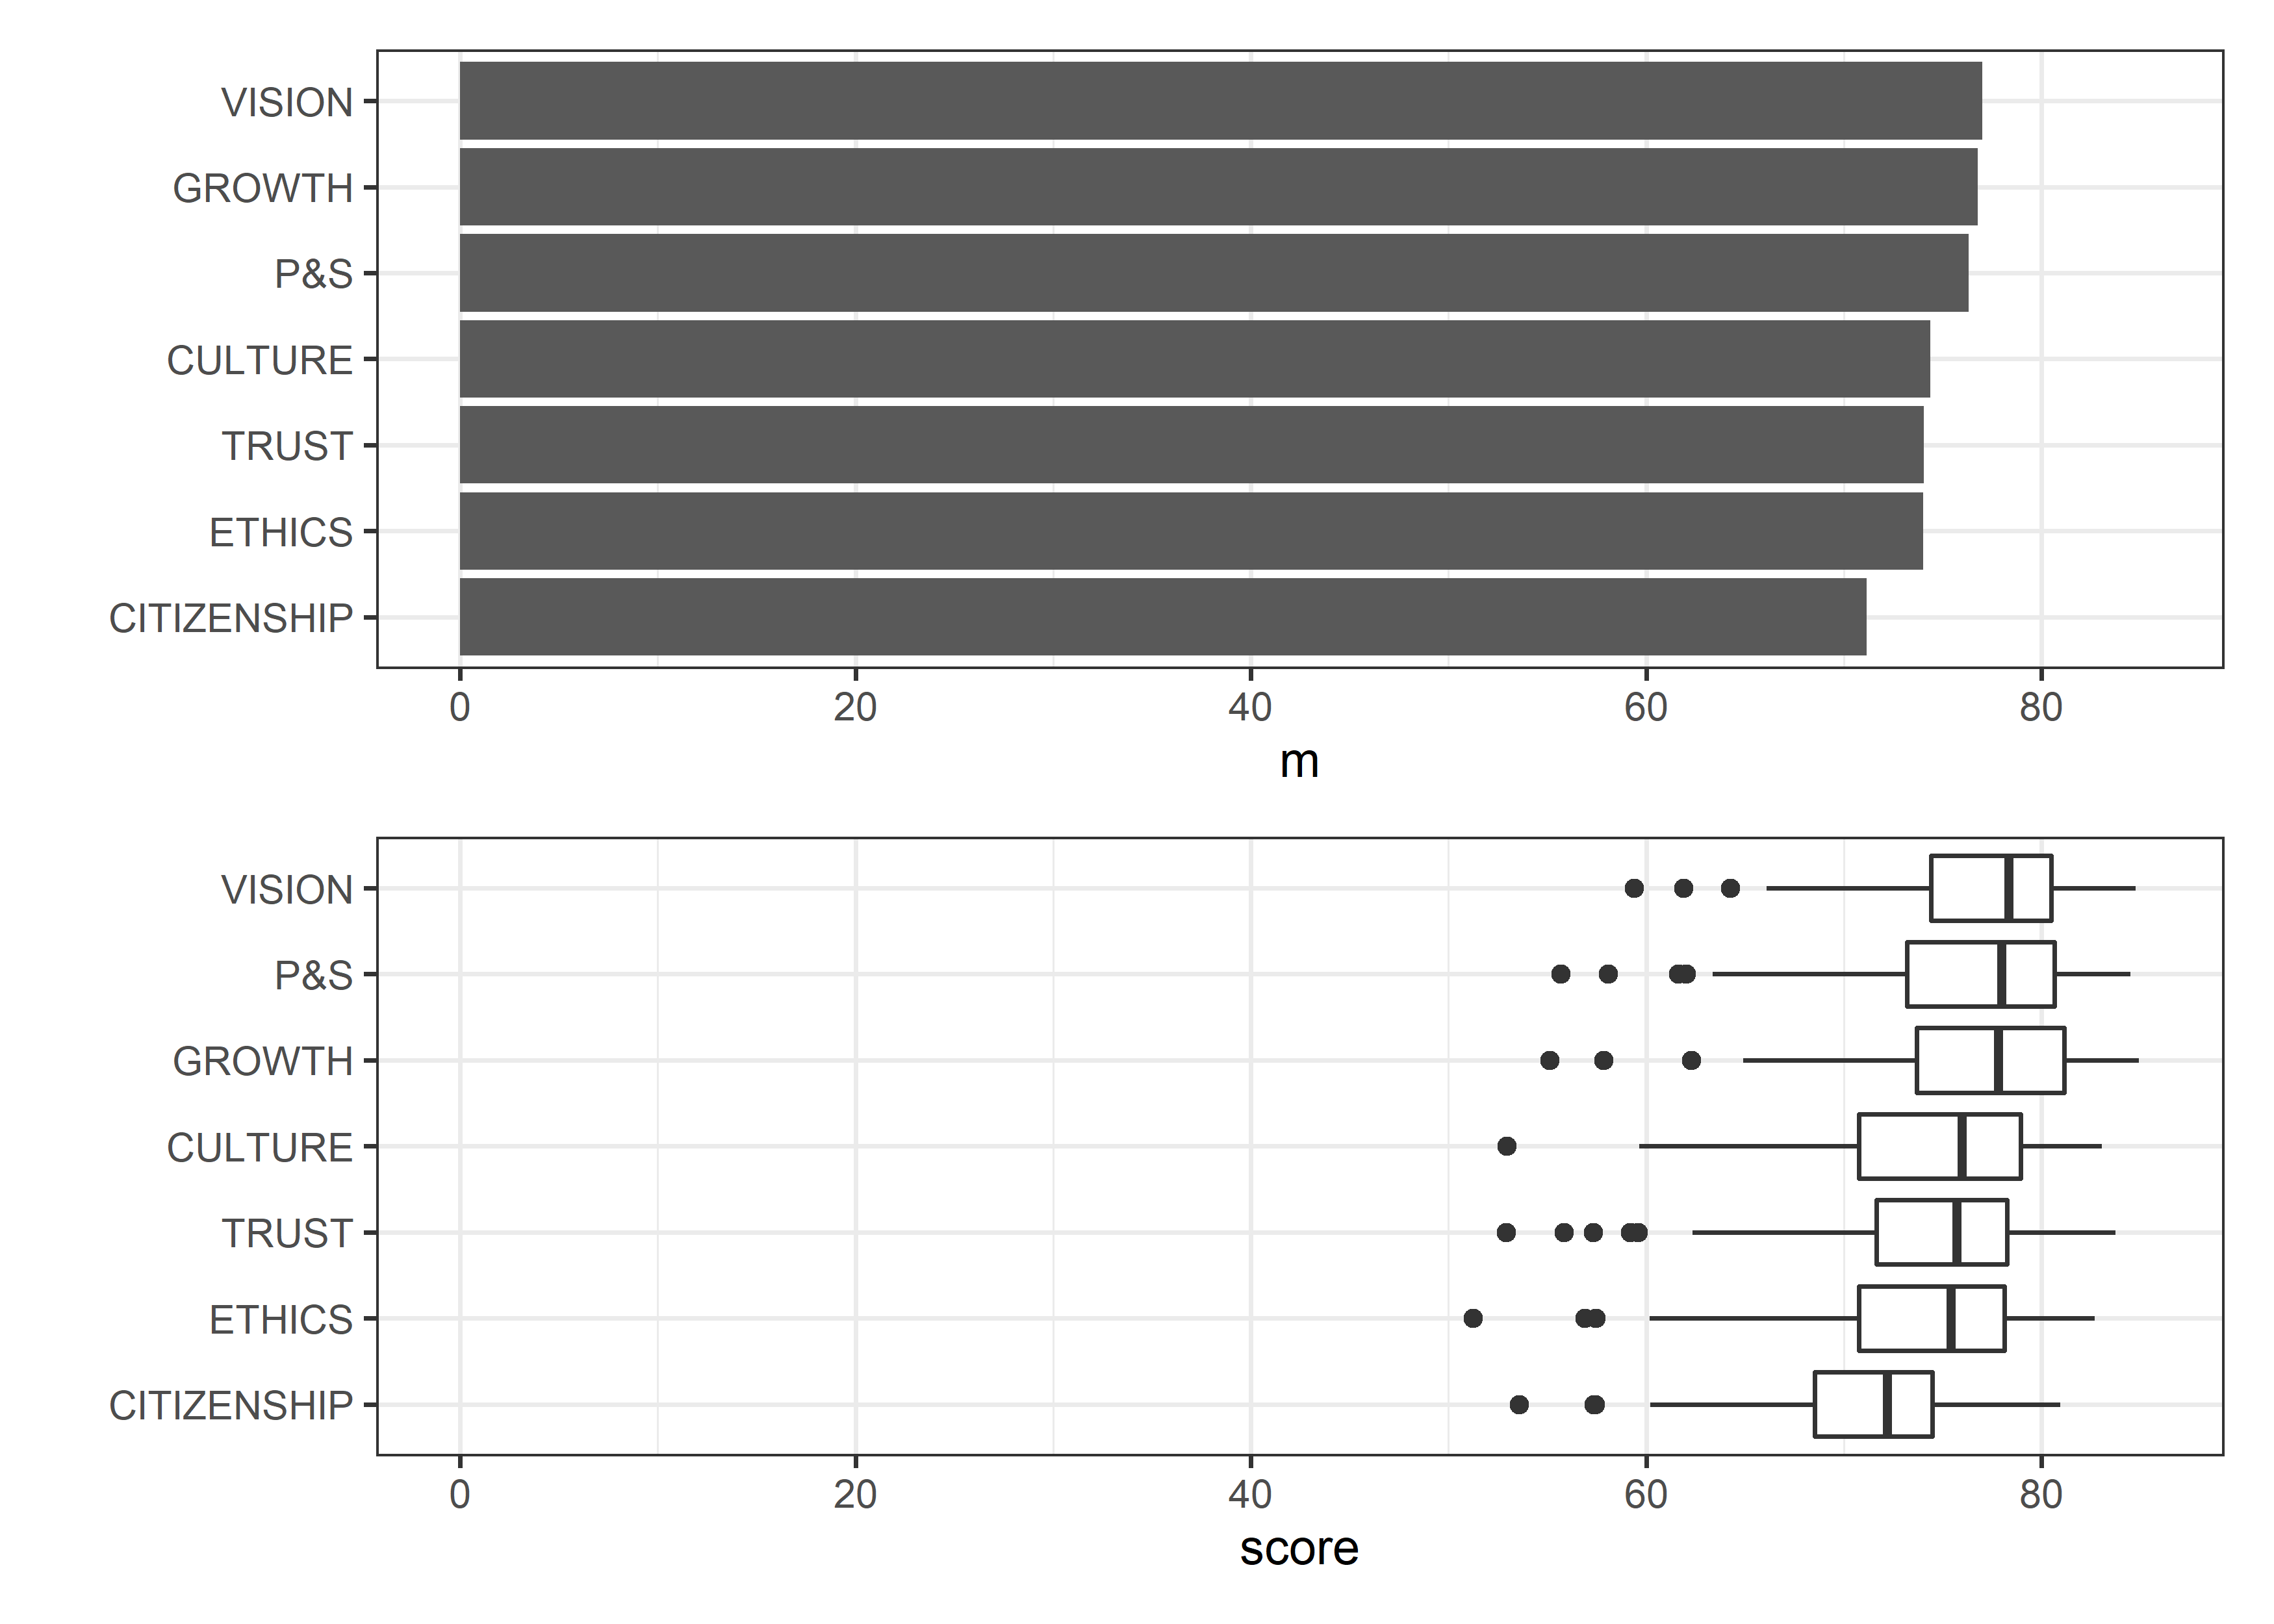 VISION
GROWTH
P&S
CULTURE
TRUST
ETHICS
CITIZENSHIP
0 20 40 60 80
m
VISION
P&S
GROWTH
CULTURE
TRUST
ETHICS
CITIZENSHIP
0 20 40 60 80
score